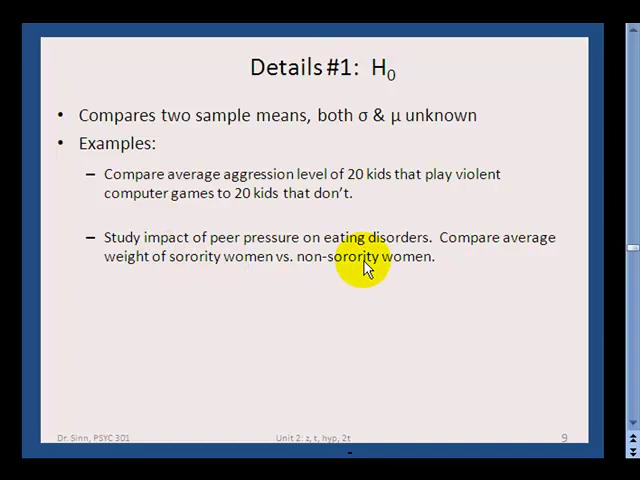 Details #1: H₀
• Compares two sample means, both σ & μ unknown
• Examples:
– Compare average aggression level of 20 kids that play violent
computer games to 20 kids that don't.
– Study impact of peer pressure on eating disorders. Compare average
weight of sorority women vs. non-sorority women.
Dr. Sinn, PSYC 301
Unit 2: z, t, hyp, 2t
9